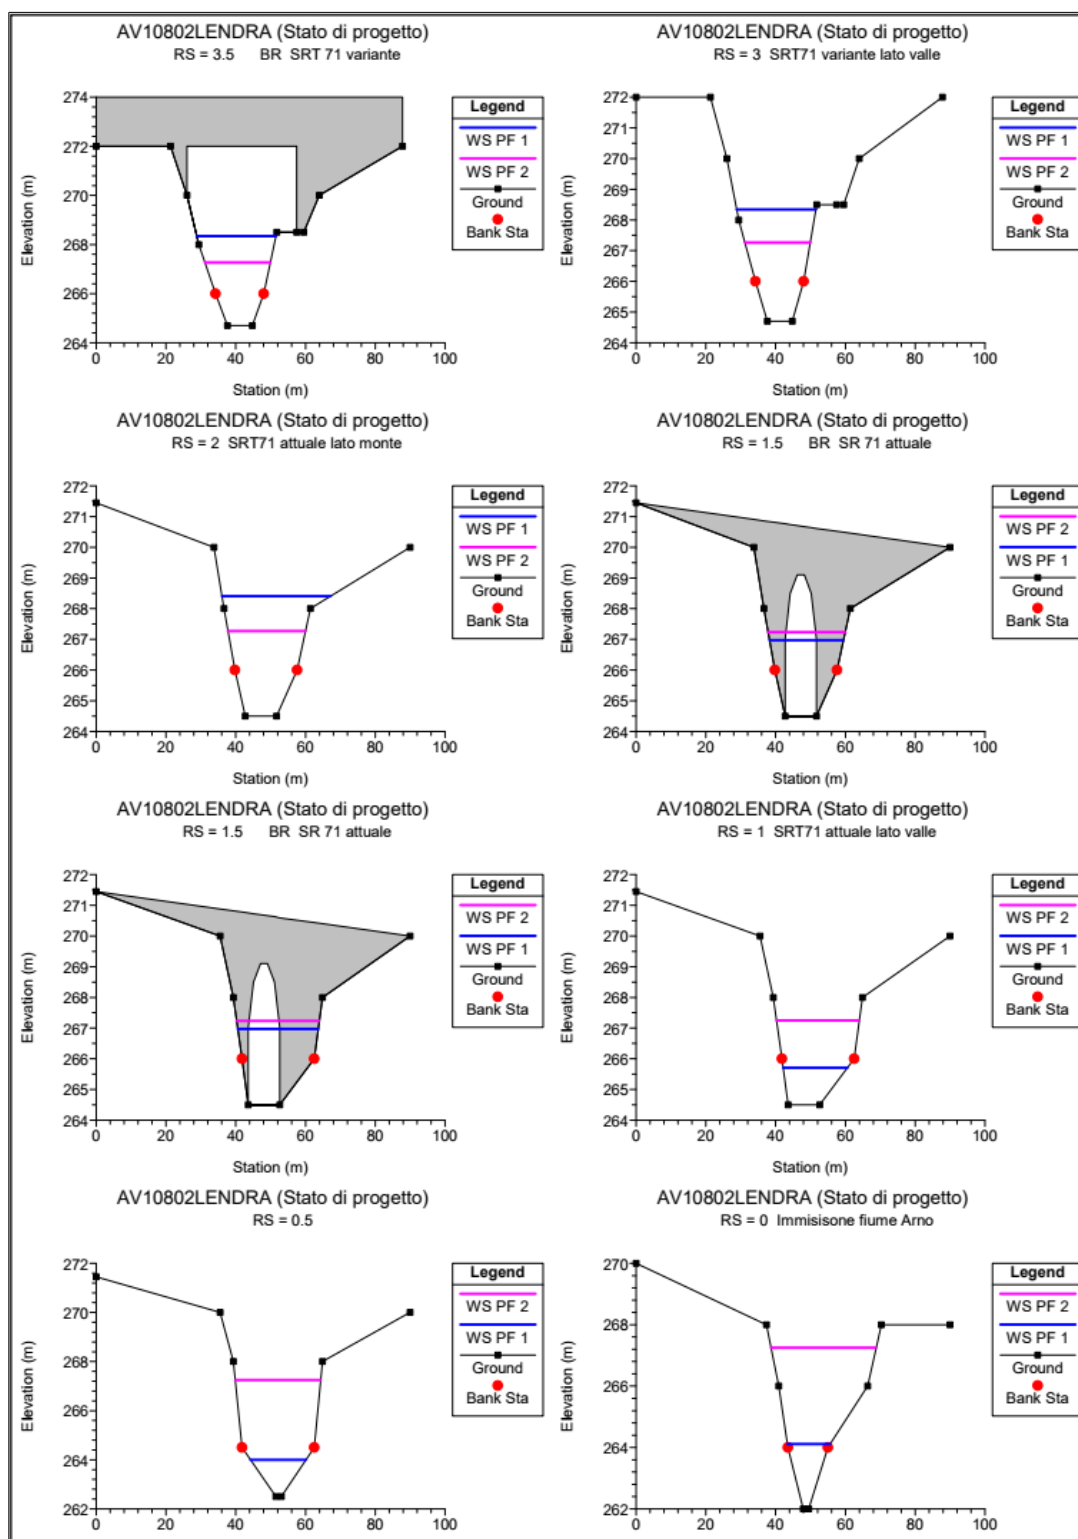 AV10802LENDRA (Stato di progetto)
RS = 3.5 BR SRT 71 variante
274
272
270
268
266
264
0 20 40 60 80 100
Elevation (m)
Station (m)
Legend
WS PF 1
WS PF 2
Ground
Bank Sta
AV10802LENDRA (Stato di progetto)
RS = 3 SRT71 variante lato valle
272
271
270
269
268
267
266
265
264
0 20 40 60 80 100
Elevation (m)
Station (m)
Legend
WS PF 1
WS PF 2
Ground
Bank Sta
AV10802LENDRA (Stato di progetto)
RS = 2 SRT71 attuale lato monte
272
271
270
269
268
267
266
265
264
0 20 40 60 80 100
Elevation (m)
Station (m)
Legend
WS PF 1
WS PF 2
Ground
Bank Sta
AV10802LENDRA (Stato di progetto)
RS = 1.5 BR SR 71 attuale
272
271
270
269
268
267
266
265
264
0 20 40 60 80 100
Elevation (m)
Station (m)
Legend
WS PF 2
WS PF 1
Ground
Bank Sta
AV10802LENDRA (Stato di progetto)
RS = 1.5 BR SR 71 attuale
272
271
270
269
268
267
266
265
264
0 20 40 60 80 100
Elevation (m)
Station (m)
Legend
WS PF 2
WS PF 1
Ground
Bank Sta
AV10802LENDRA (Stato di progetto)
RS = 1 SRT71 attuale lato valle
272
271
270
269
268
267
266
265
264
0 20 40 60 80 100
Elevation (m)
Station (m)
Legend
WS PF 2
WS PF 1
Ground
Bank Sta
AV10802LENDRA (Stato di progetto)
RS = 0.5
272
270
268
266
264
262
0 20 40 60 80 100
Elevation (m)
Legend
WS PF 2
WS PF 1
Ground
Bank Sta
AV10802LENDRA (Stato di progetto)
RS = 0 Immisisone fiume Arno
270
268
266
264
262
0 20 40 60 80 100
Elevation (m)
Legend
WS PF 2
WS PF 1
Ground
Bank Sta